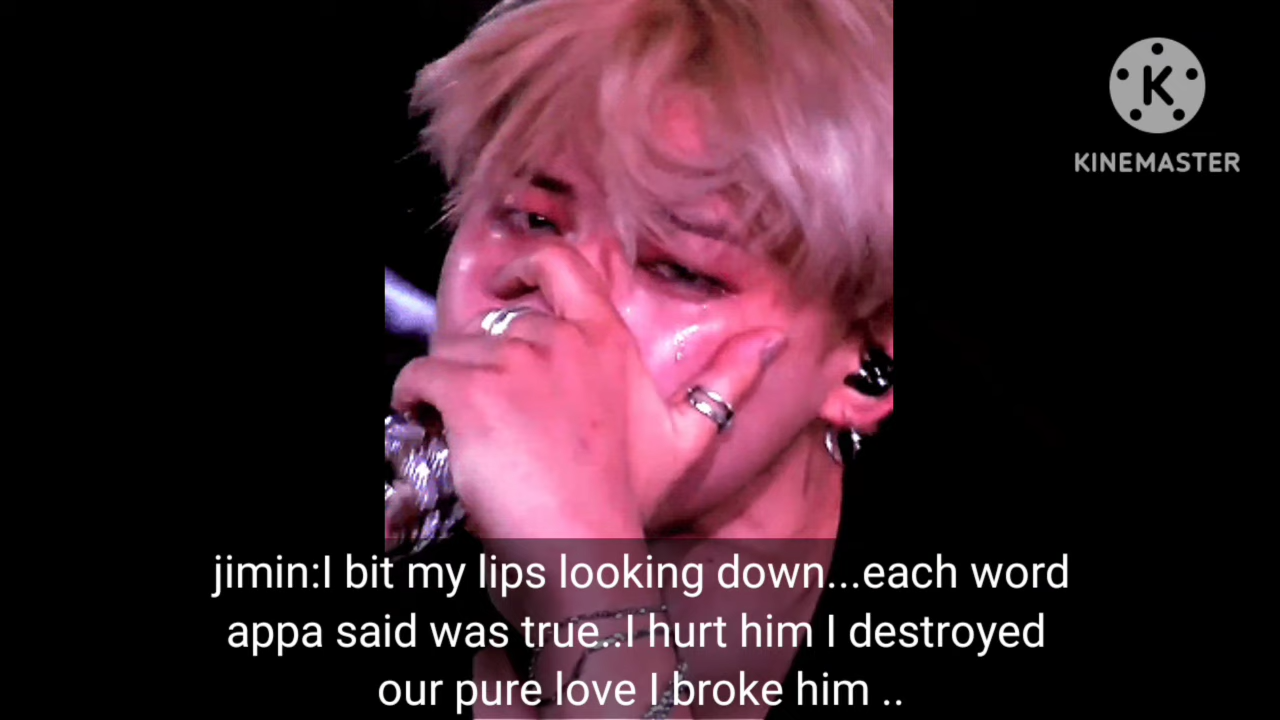 KINEMASTER
jimin:I bit my lips looking down...each word
appa said was true..I hurt him I destroyed
our pure love I broke him ..